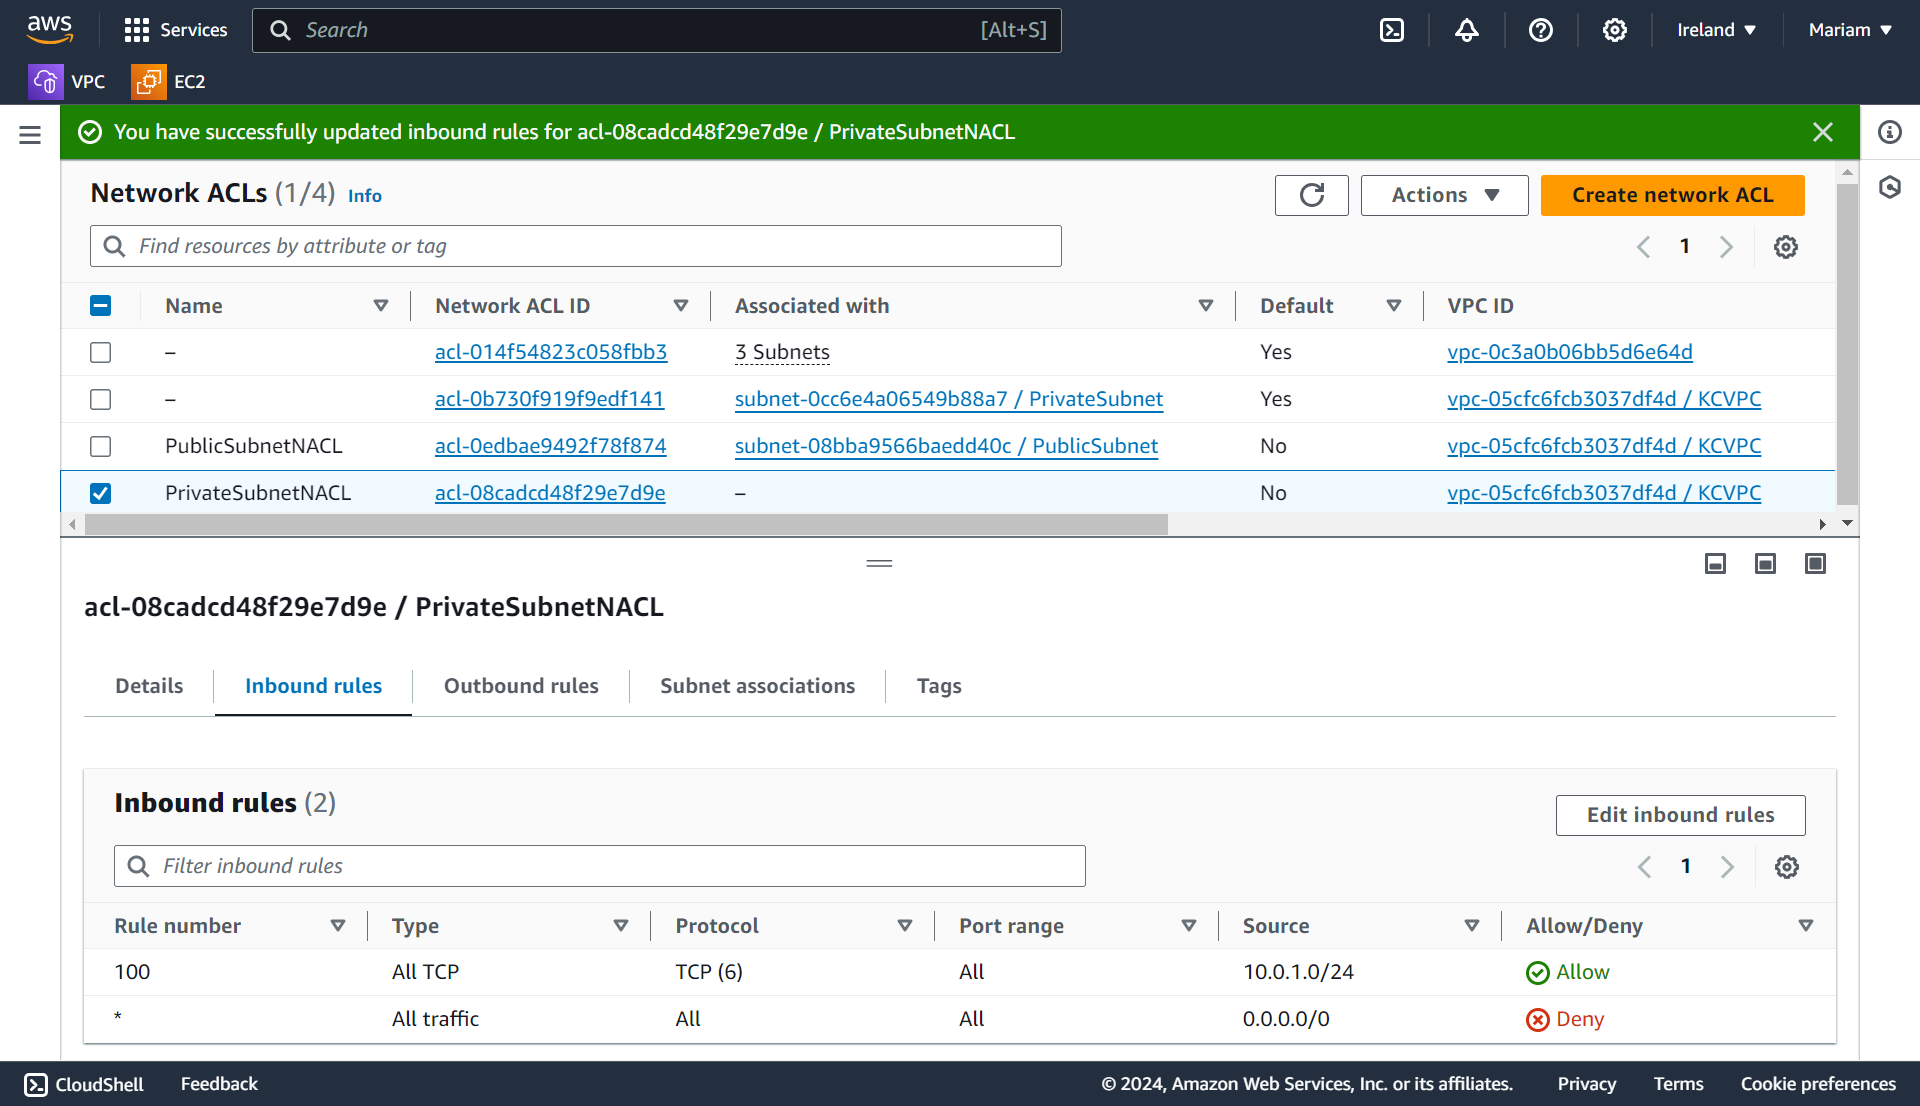 aws
Services
Search [Alt+S]
Ireland ▼
Mariam ▼
VPC
EC2
You have successfully updated inbound rules for acl-08cadcd48f29e7d9e / PrivateSubnetNACL
Network ACLs (1/4) Info
Actions ▼
Create network ACL
Find resources by attribute or tag
1
Name Network ACL ID Associated with Default VPC ID
– acl-014f54823c058fbb3 3 Subnets Yes vpc-0c3a0b06bb5d6e64d
– acl-0b730f919f9edf141 subnet-0cc6e4a06549b88a7 / PrivateSubnet Yes vpc-05cfc6fcb3037df4d / KCVPC
PublicSubnetNACL acl-0edbae9492f78f874 subnet-08bba9566baedd40c / PublicSubnet No vpc-05cfc6fcb3037df4d / KCVPC
PrivateSubnetNACL acl-08cadcd48f29e7d9e – No vpc-05cfc6fcb3037df4d / KCVPC
acl-08cadcd48f29e7d9e / PrivateSubnetNACL
Details Inbound rules Outbound rules Subnet associations Tags
Inbound rules (2)
Edit inbound rules
Filter inbound rules
1
Rule number Type Protocol Port range Source Allow/Deny
100 All TCP TCP (6) All 10.0.1.0/24 Allow
* All traffic All All 0.0.0.0/0 Deny
CloudShell Feedback © 2024, Amazon Web Services, Inc. or its affiliates. Privacy Terms Cookie preferences